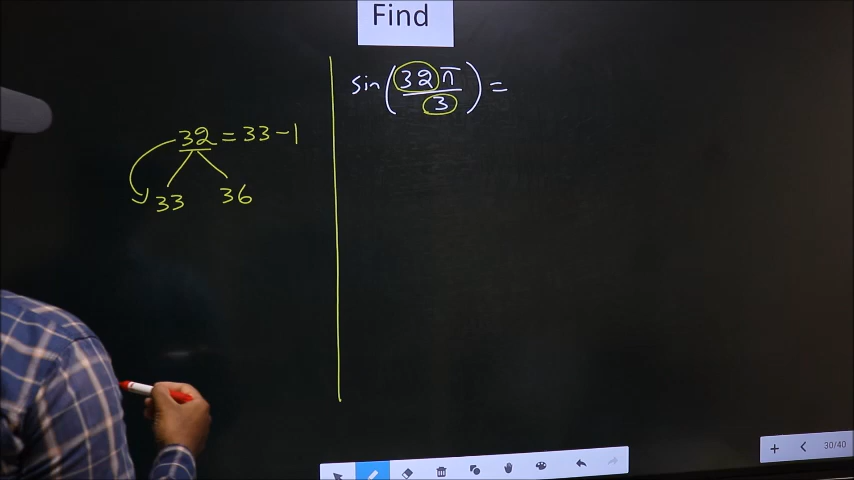 Find
sin(32π/3) =
32 = 33 - 1
33 36
30/40